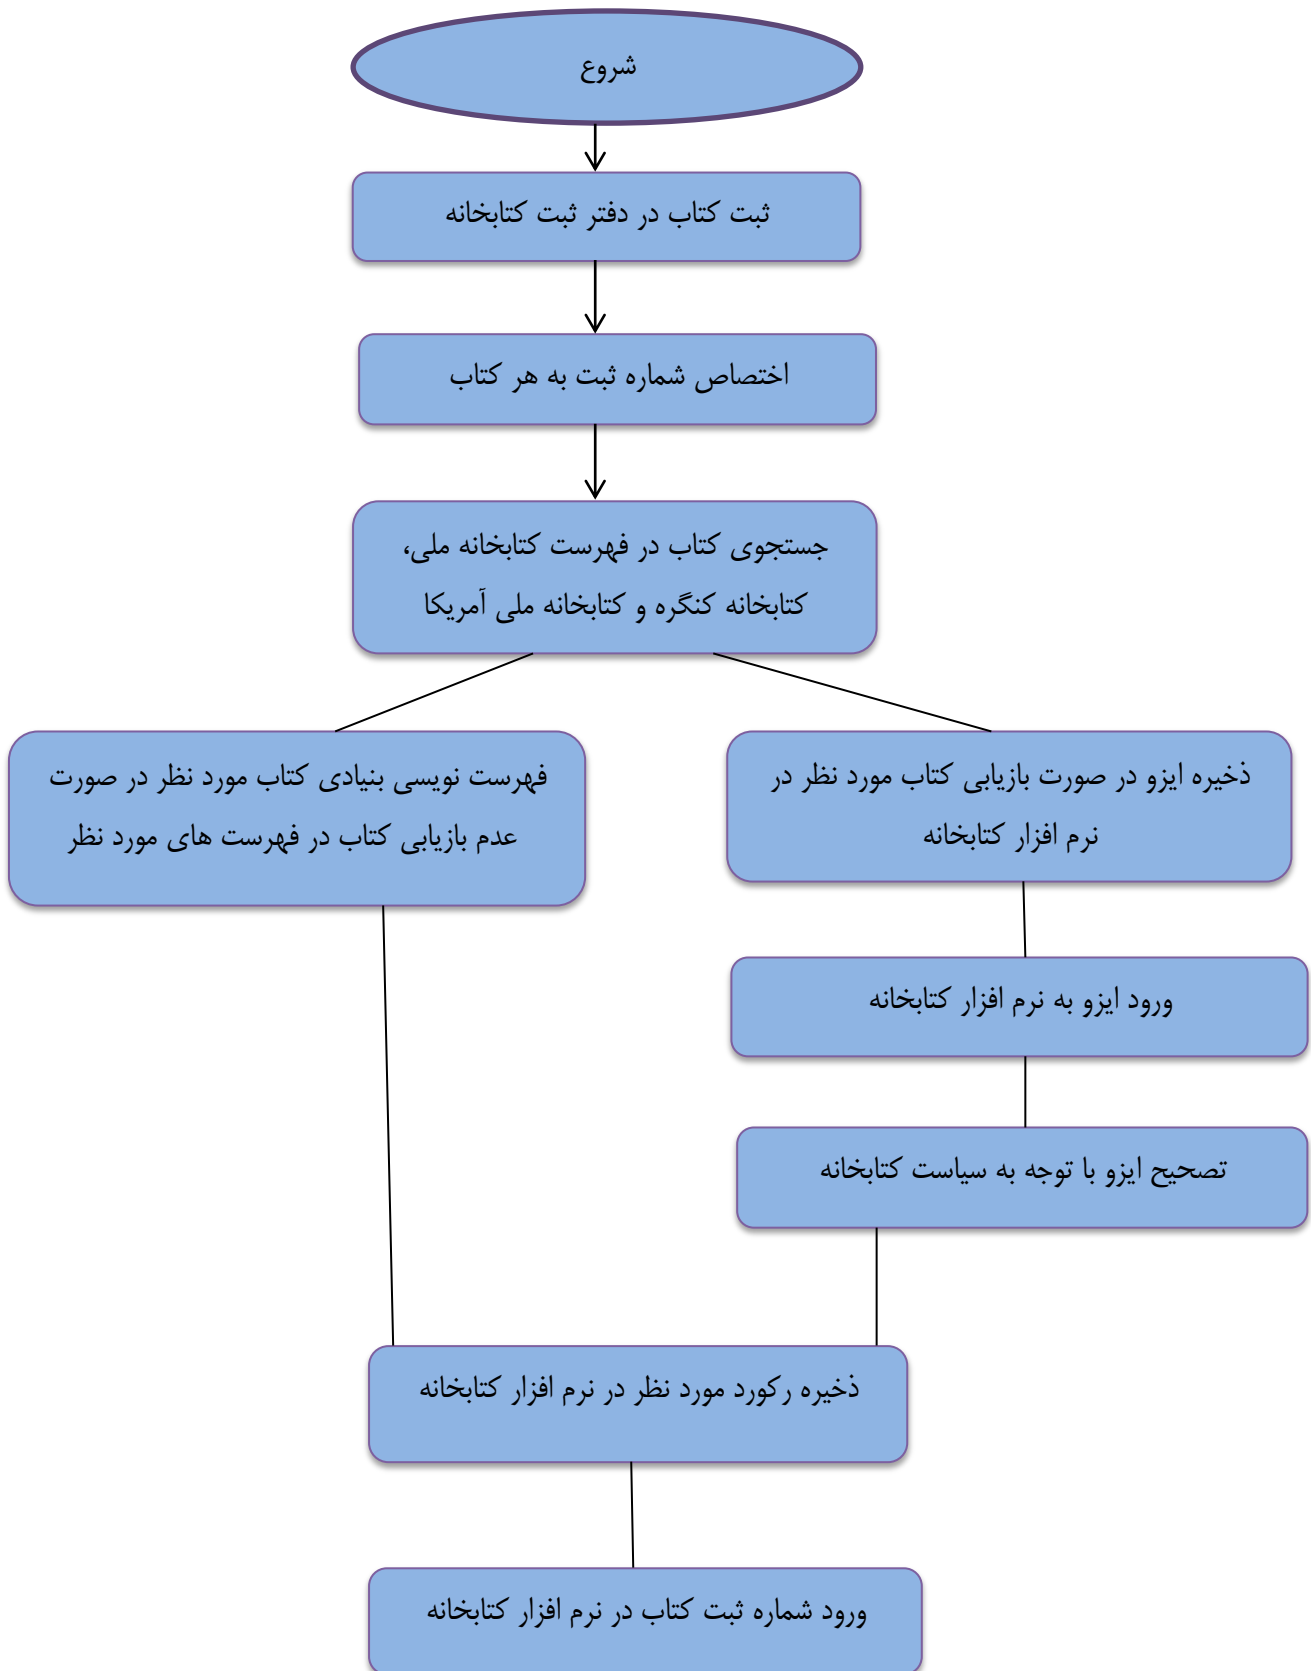 شروع
ثبت کتاب در دفتر ثبت کتابخانه
اختصاص شماره ثبت به هر کتاب
جستجوی کتاب در فهرست کتابخانه ملی،
کتابخانه کنگره و کتابخانه ملی آمریکا
ذخیره ایزو در صورت بازیابی کتاب مورد نظر در
نرم افزار کتابخانه
فهرست نویسی بنیادی کتاب مورد نظر در صورت
عدم بازیابی کتاب در فهرست های مورد نظر
ورود ایزو به نرم افزار کتابخانه
تصحیح ایزو با توجه به سیاست کتابخانه
ذخیره رکورد مورد نظر در نرم افزار کتابخانه
ورود شماره ثبت کتاب در نرم افزار کتابخانه